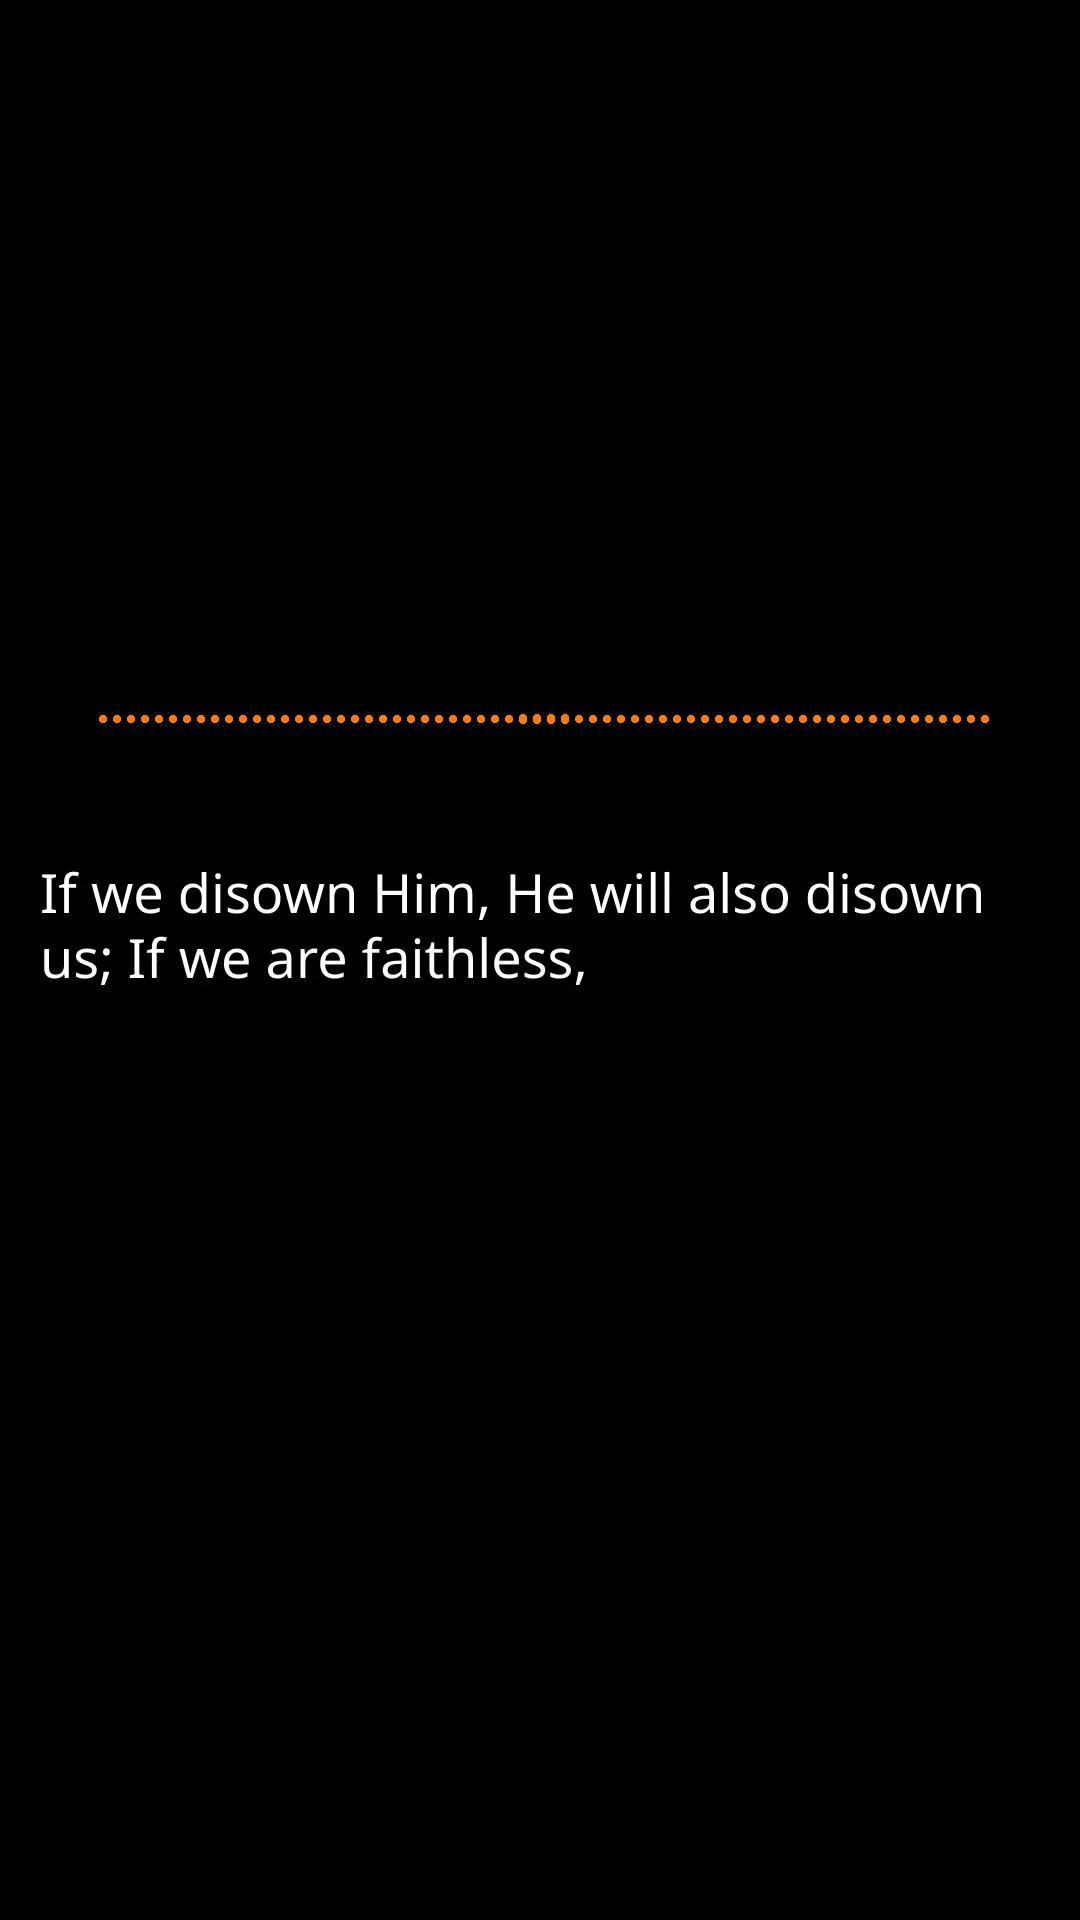 If we disown Him, He will also disown
us; If we are faithless,